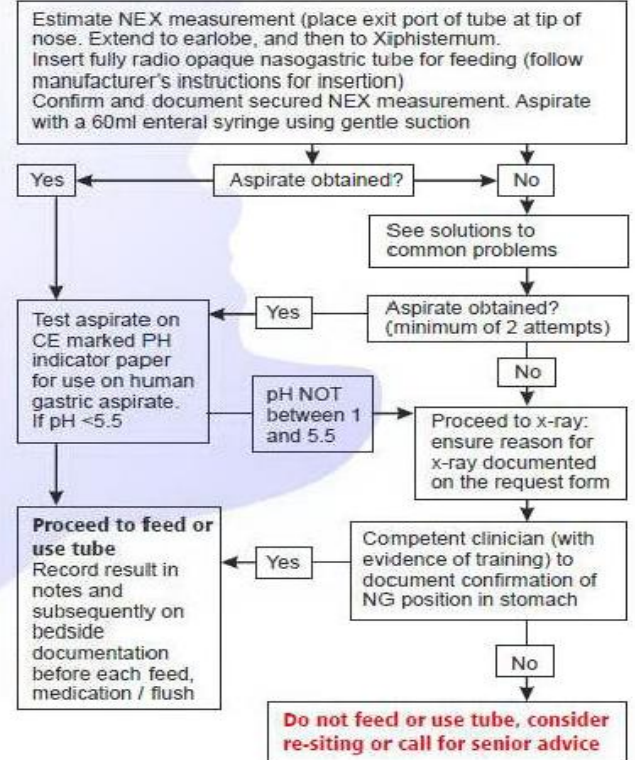 Estimate NEX measurement (place exit port of tube at tip of
nose. Extend to earlobe, and then to Xiphisternum.
Insert fully radio opaque nasogastric tube for feeding (follow
manufacturer's instructions for insertion)
Confirm and document secured NEX measurement. Aspirate
with a 60ml enteral syringe using gentle suction
Yes
Aspirate obtained?
No
See solutions to
common problems
Aspirate obtained?
(minimum of 2 attempts)
Yes
No
Test aspirate on
CE marked PH
indicator paper
for use on human
gastric aspirate.
If pH <5.5
pH NOT
between 1
and 5.5
Proceed to x-ray:
ensure reason for
x-ray documented
on the request form
Proceed to feed or
use tube
Record result in
notes and
subsequently on
bedside
documentation
before each feed,
medication / flush
Yes
Competent clinician (with
evidence of training) to
document confirmation of
NG position in stomach
No
Do not feed or use tube, consider
re-siting or call for senior advice